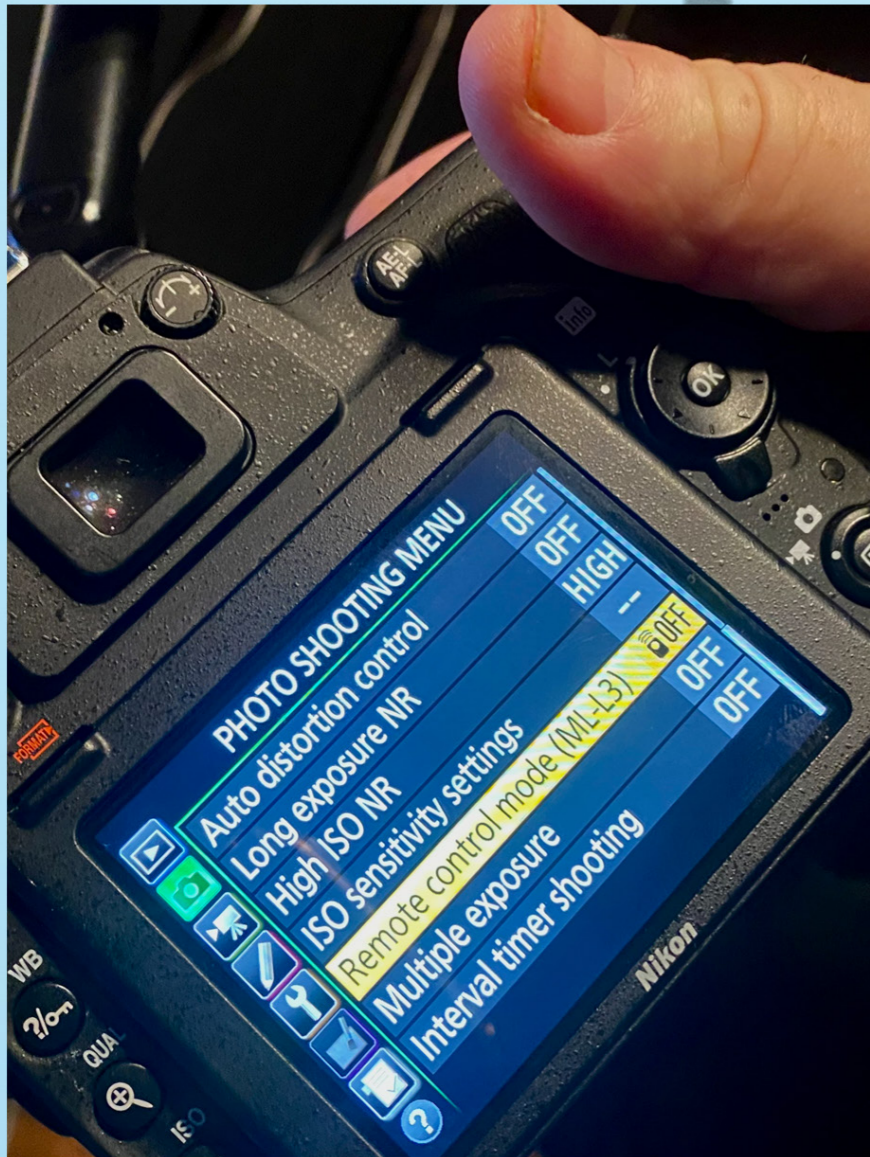 AE-L
AF-L
info
L
OK
FORMAT
PHOTO SHOOTING MENU
Auto distortion control OFF
Long exposure NR OFF
High ISO NR HIGH
ISO sensitivity settings --
Remote control mode (ML-L3) OFF
Multiple exposure OFF
Interval timer shooting OFF
?
Nikon
WB
?/
QUAL
ISO